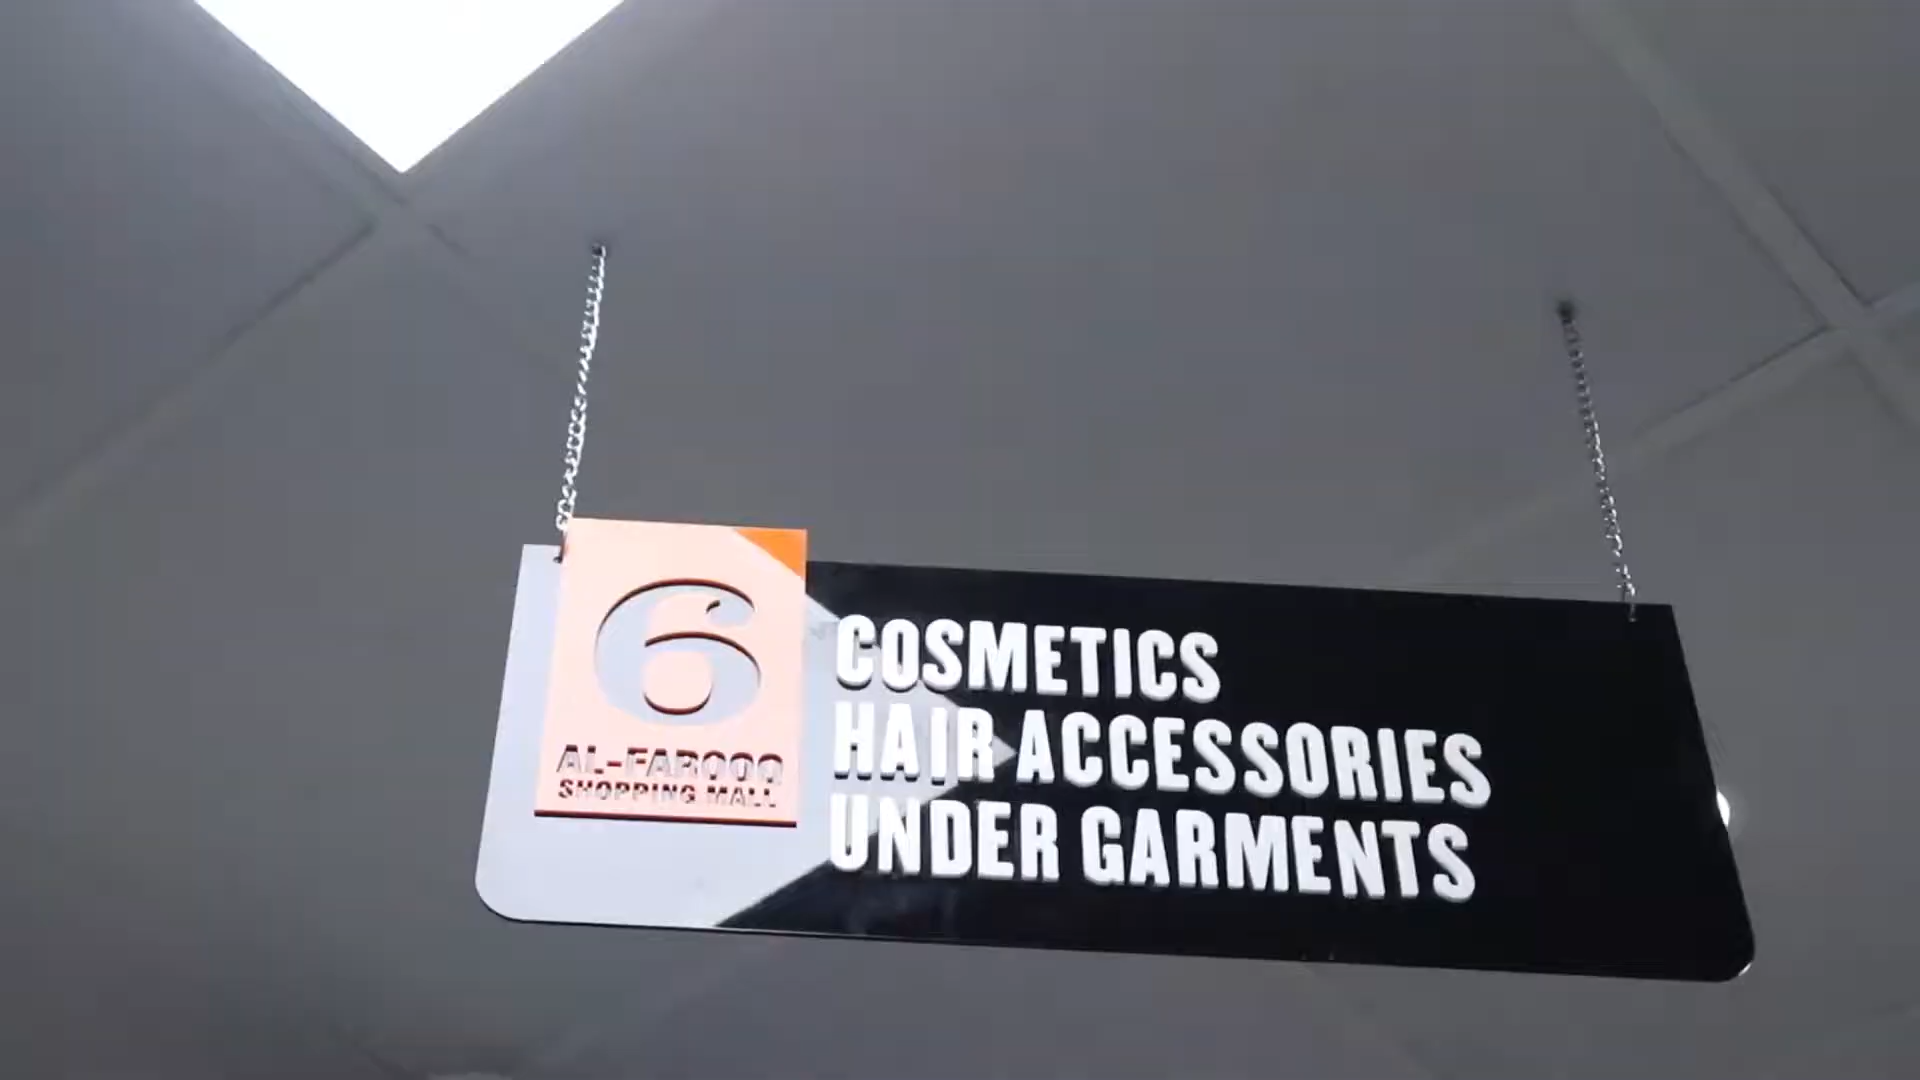 6
AL-FAROOQ
SHOPPING MALL
COSMETICS
HAIR ACCESSORIES
UNDER GARMENTS